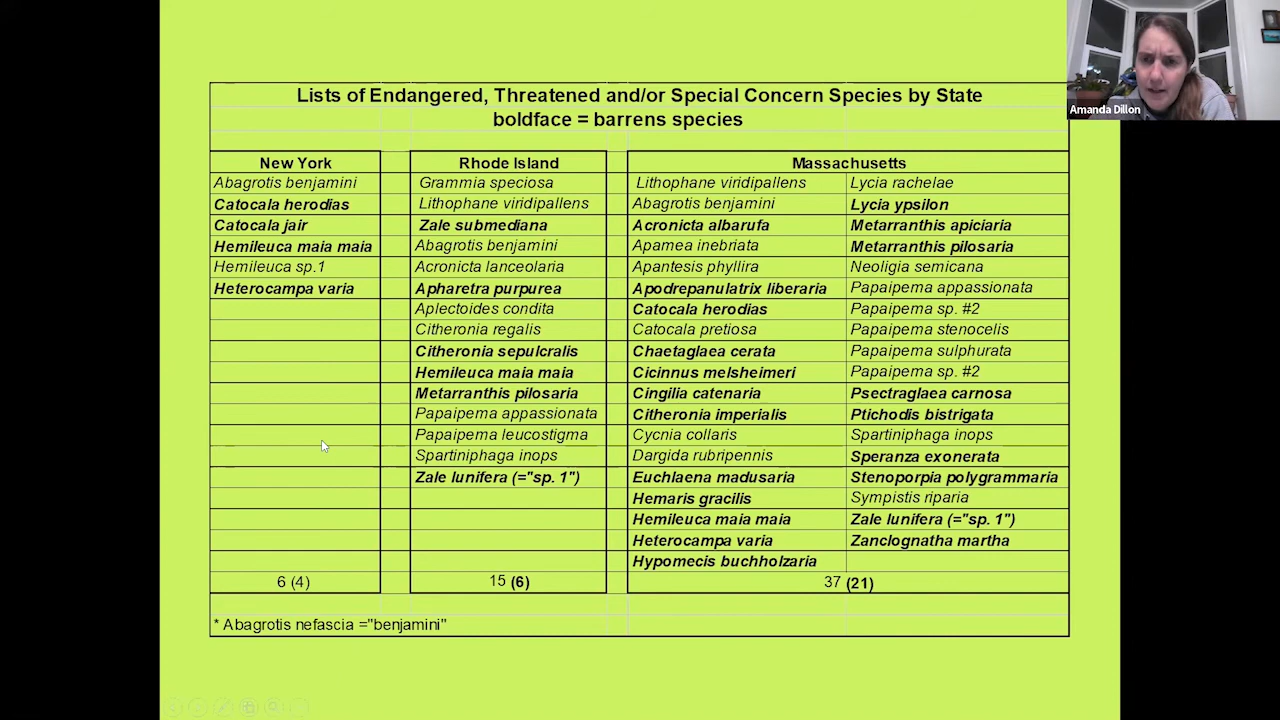 Amanda Dillon
Lists of Endangered, Threatened and/or Special Concern Species by State
boldface = barrens species
New York Rhode Island Massachusetts
Abagrotis benjamini Grammia speciosa Lithophane viridipallens Lycia rachelae
Catocala herodias Lithophane viridipallens Abagrotis benjamini Lycia ypsilon
Catocala jair Zale submediana Acronicta albarufa Metarranthis apiciaria
Hemileuca maia maia Abagrotis benjamini Apamea inebriata Metarranthis pilosaria
Hemileuca sp.1 Acronicta lanceolaria Apantesis phyllira Neoligia semicana
Heterocampa varia Apharetra purpurea Apodrepanulatrix liberaria Papaipema appassionata
Aplectoides condita Catocala herodias Papaipema sp. #2
Citheronia regalis Catocala pretiosa Papaipema stenocelis
Citheronia sepulcralis Chaetaglaea cerata Papaipema sulphurata
Hemileuca maia maia Cicinnus melsheimeri Papaipema sp. #2
Metarranthis pilosaria Cingilia catenaria Psectraglaea carnosa
Papaipema appassionata Citheronia imperialis Ptichodis bistrigata
Papaipema leucostigma Cycnia collaris Spartiniphaga inops
Spartiniphaga inops Dargida rubripennis Speranza exonerata
Zale lunifera (="sp. 1") Euchlaena madusaria Stenoporpia polygrammaria
Hemaris gracilis Sympistis riparia
Hemileuca maia maia Zale lunifera (="sp. 1")
Heterocampa varia Zanclognatha martha
Hypomecis buchholzaria
6 (4) 15 (6) 37 (21)
* Abagrotis nefascia ="benjamini"